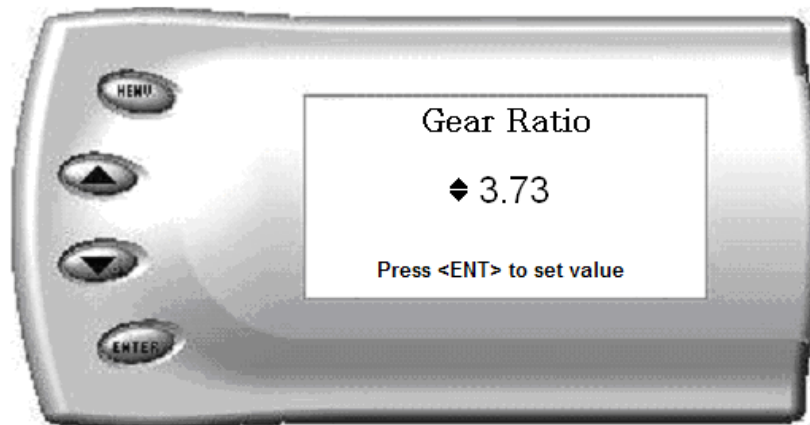 MENU
Gear Ratio
3.73
Press <ENT> to set value
ENTER